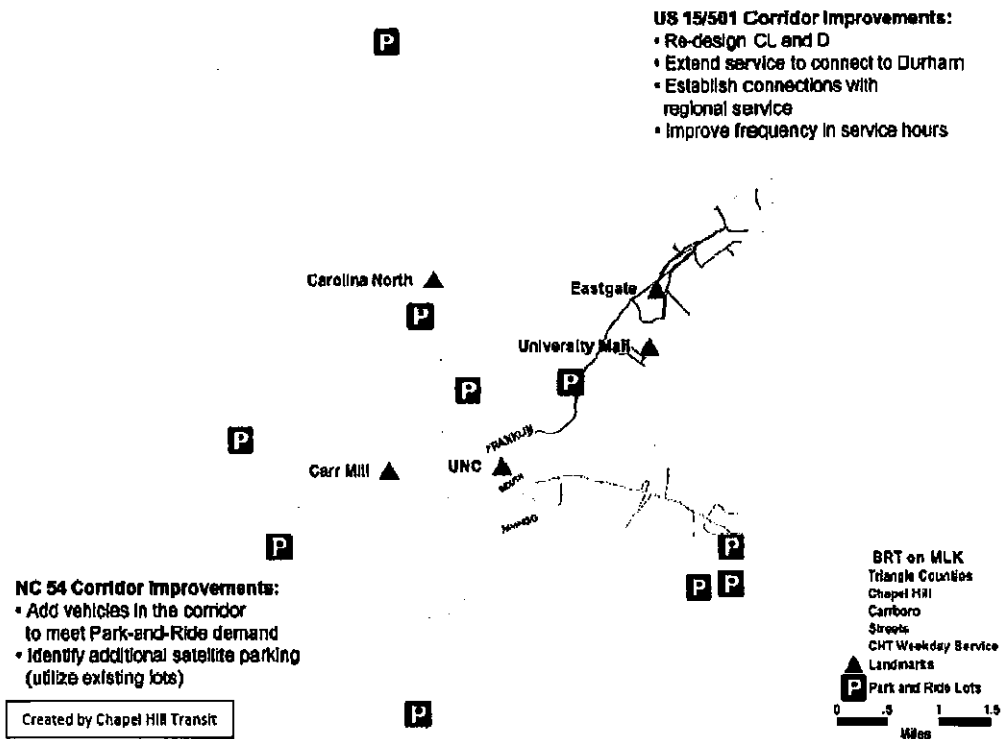 US 15/501 Corridor Improvements:
• Re-design CL and D
• Extend service to connect to Durham
• Establish connections with
regional service
• Improve frequency in service hours
P
Carolina North
Eastgate
P
University Mall
P
P
P
FRANKLIN
Carr Mill
UNC
SOUTH
MANNING
P
P
P
P
NC 54 Corridor Improvements:
• Add vehicles in the corridor
to meet Park-and-Ride demand
• Identify additional satellite parking
(utilize existing lots)
P
Created by Chapel Hill Transit
BRT on MLK
Triangle Counties
Chapel Hill
Carrboro
Streets
CHT Weekday Service
Landmarks
P Park and Ride Lots
0 .5 1 1.5
Miles